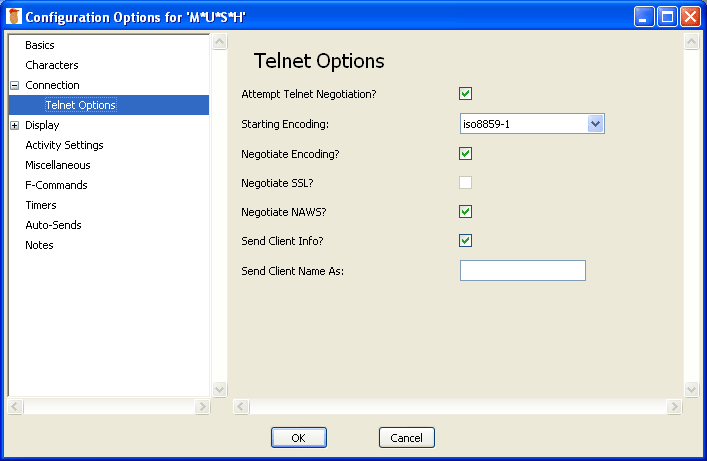 Configuration Options for 'M*U*S*H'
Basics
Characters
Connection
Telnet Options
Display
Activity Settings
Miscellaneous
F-Commands
Timers
Auto-Sends
Notes
Telnet Options
Attempt Telnet Negotiation?
Starting Encoding: iso8859-1
Negotiate Encoding?
Negotiate SSL?
Negotiate NAWS?
Send Client Info?
Send Client Name As:
OK Cancel